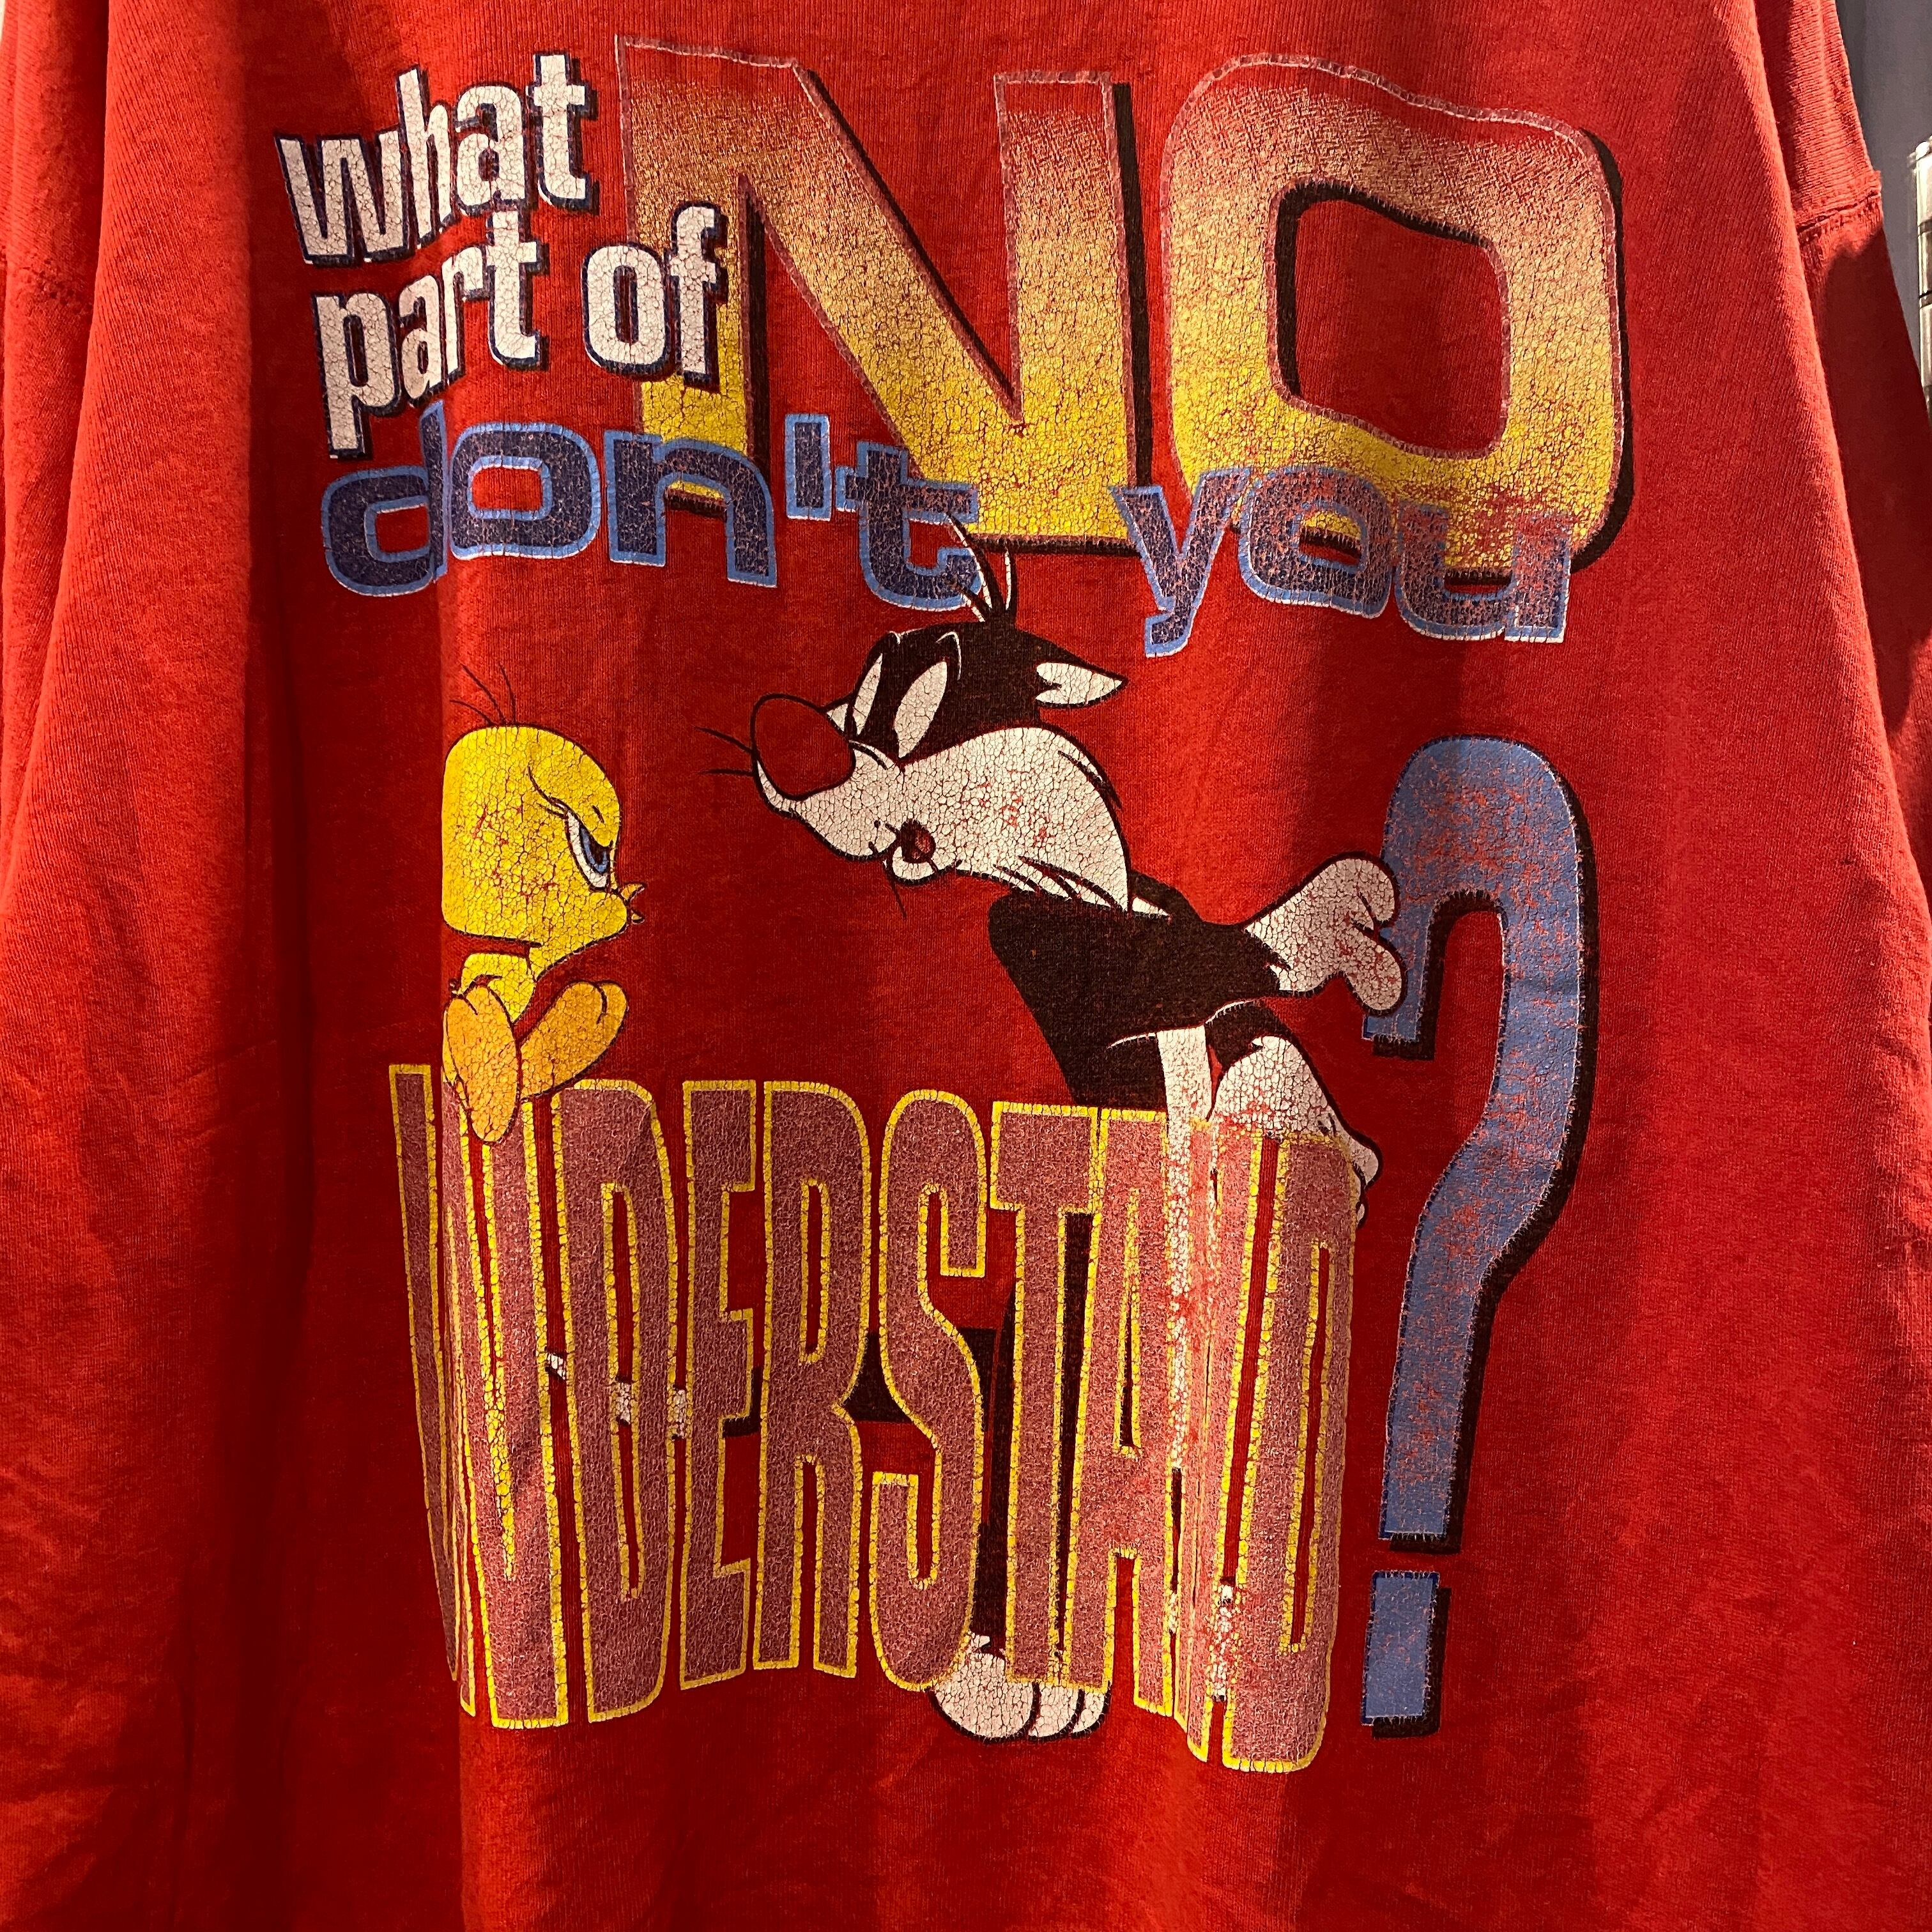 What
part of NO
don't you
UNDERSTAND?